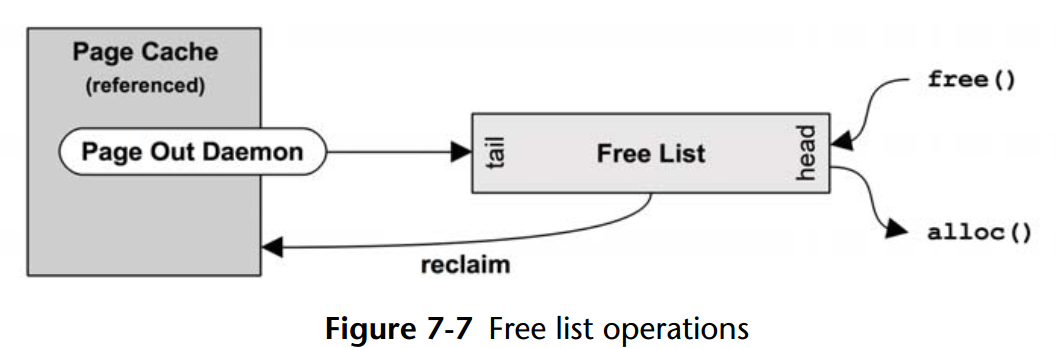 Page Cache
(referenced)
Page Out Daemon
tail
Free List
head
free()
alloc()
reclaim
Figure 7-7 Free list operations